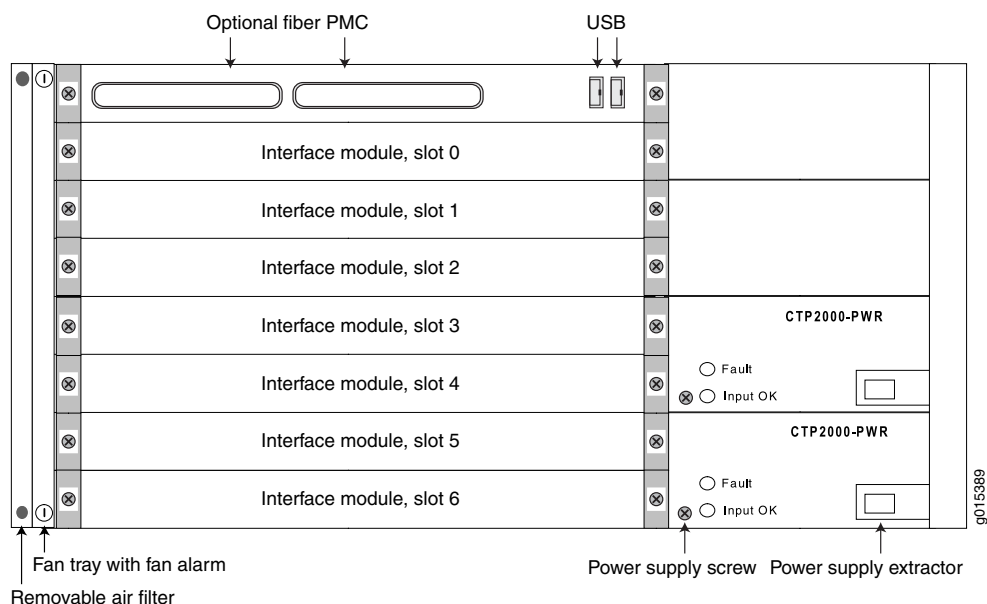 Optional fiber PMC
USB
Interface module, slot 0
Interface module, slot 1
Interface module, slot 2
Interface module, slot 3
CTP2000-PWR
Interface module, slot 4
Fault
Input OK
Interface module, slot 5
CTP2000-PWR
Interface module, slot 6
Fault
Input OK
g015389
Fan tray with fan alarm
Power supply screw
Power supply extractor
Removable air filter